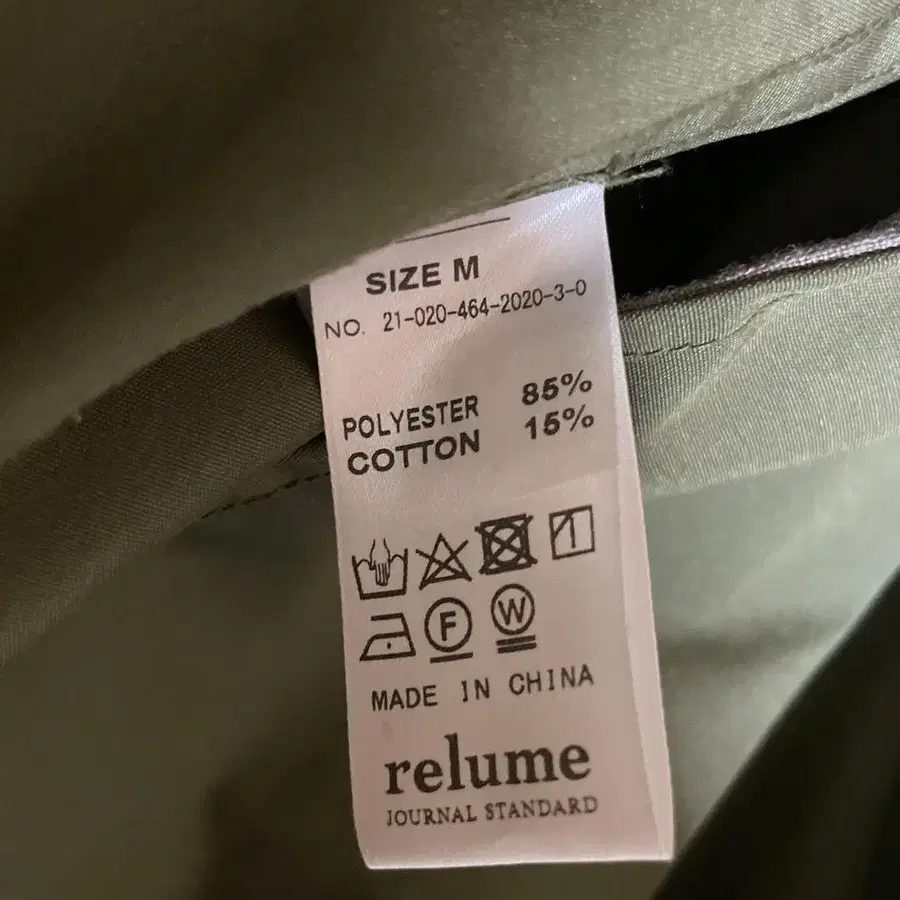 SIZE M
NO. 21-020-464-2020-3-0
POLYESTER 85%
COTTON 15%
F W
MADE IN CHINA
relume
JOURNAL STANDARD